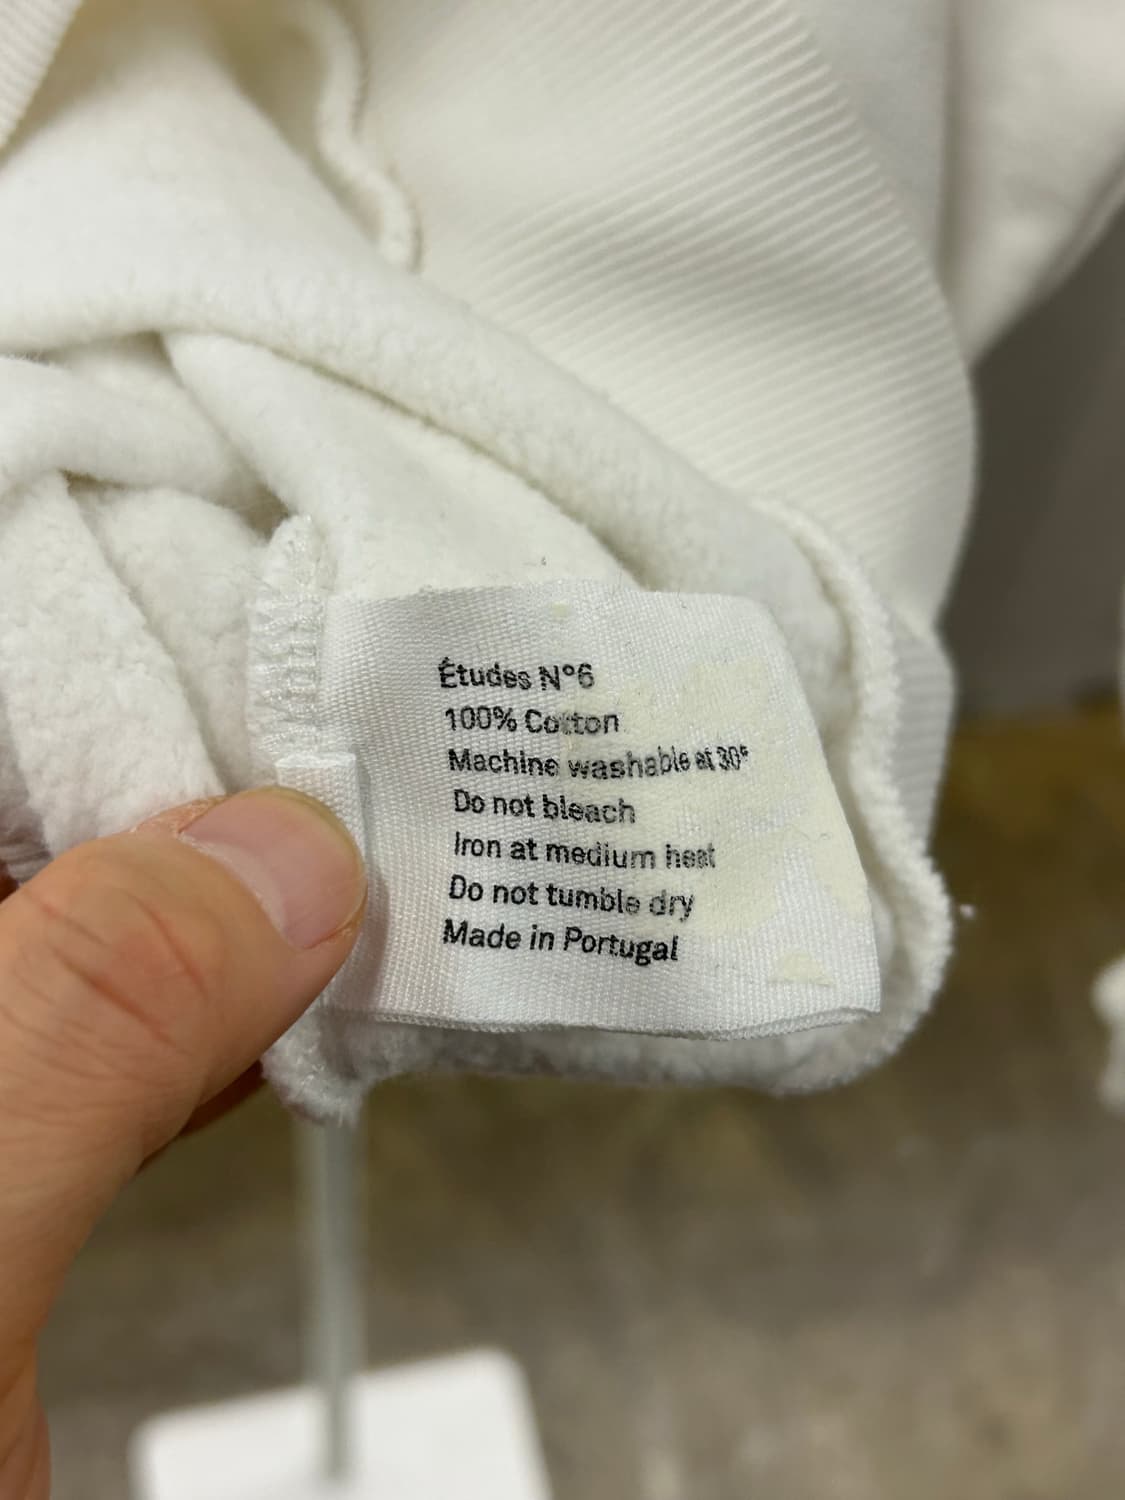 Études N°6
100% Cotton
Machine washable at 30°
Do not bleach
Iron at medium heat
Do not tumble dry
Made in Portugal